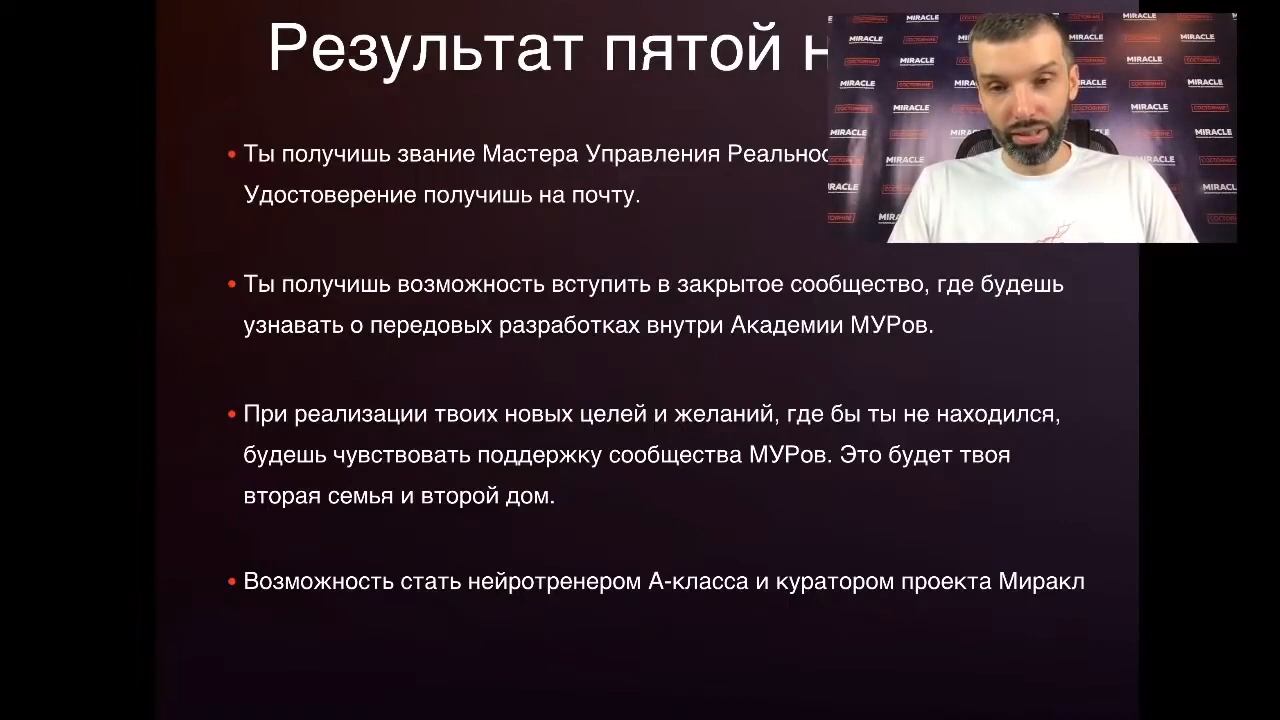 Результат пятой
Ты получишь звание Мастера Управления
Удостоверение получишь на почту.
Ты получишь возможность вступить в закрытое сообщество, где будешь
узнавать о передовых разработках внутри Академии МУРов.
При реализации твоих новых целей и желаний, где бы ты не находился,
будешь чувствовать поддержку сообщества МУРов. Это будет твоя
вторая семья и второй дом.
Возможность стать нейротренером А-класса и куратором проекта Миракл
MIRACLE
СОСТОЯНИЕ